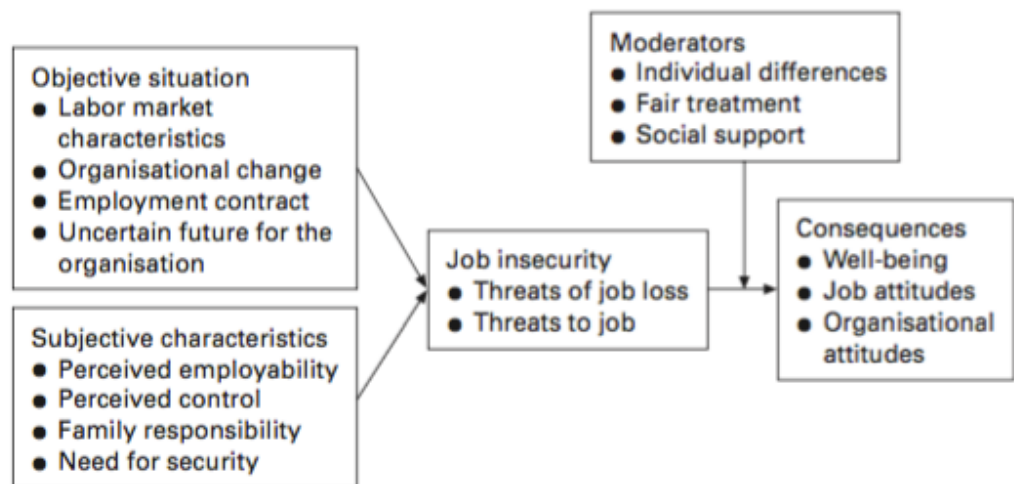 Objective situation
● Labor market
characteristics
● Organisational change
● Employment contract
● Uncertain future for the
organisation
Subjective characteristics
● Perceived employability
● Perceived control
● Family responsibility
● Need for security
Job insecurity
● Threats of job loss
● Threats to job
Moderators
● Individual differences
● Fair treatment
● Social support
Consequences
● Well-being
● Job attitudes
● Organisational
attitudes